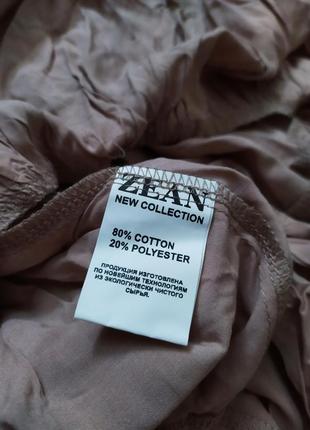 ZEAN
NEW COLLECTION
80% COTTON
20% POLYESTER
ПРОДУКЦИЯ ИЗГОТОВЛЕНА
ПО НОВЕЙШИМ ТЕХНОЛОГИЯМ
ИЗ ЭКОЛОГИЧЕСКИ ЧИСТОГО
СЫРЬЯ.